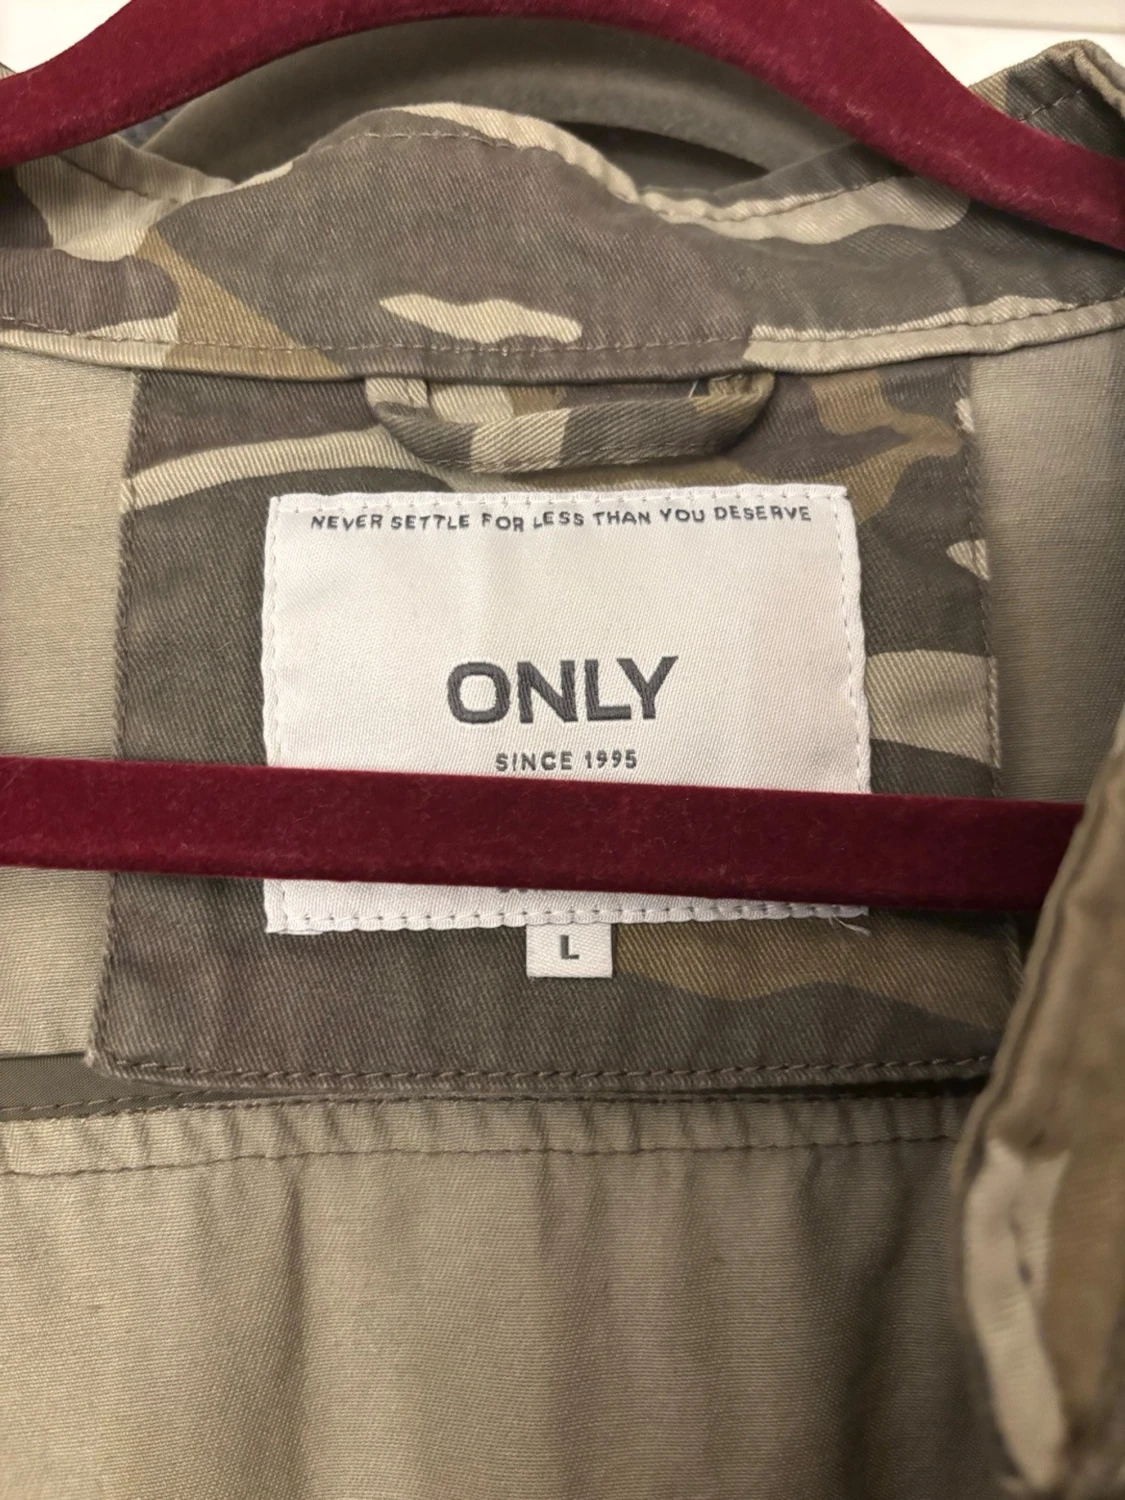 NEVER SETTLE FOR LESS THAN YOU DESERVE
ONLY
SINCE 1995
L